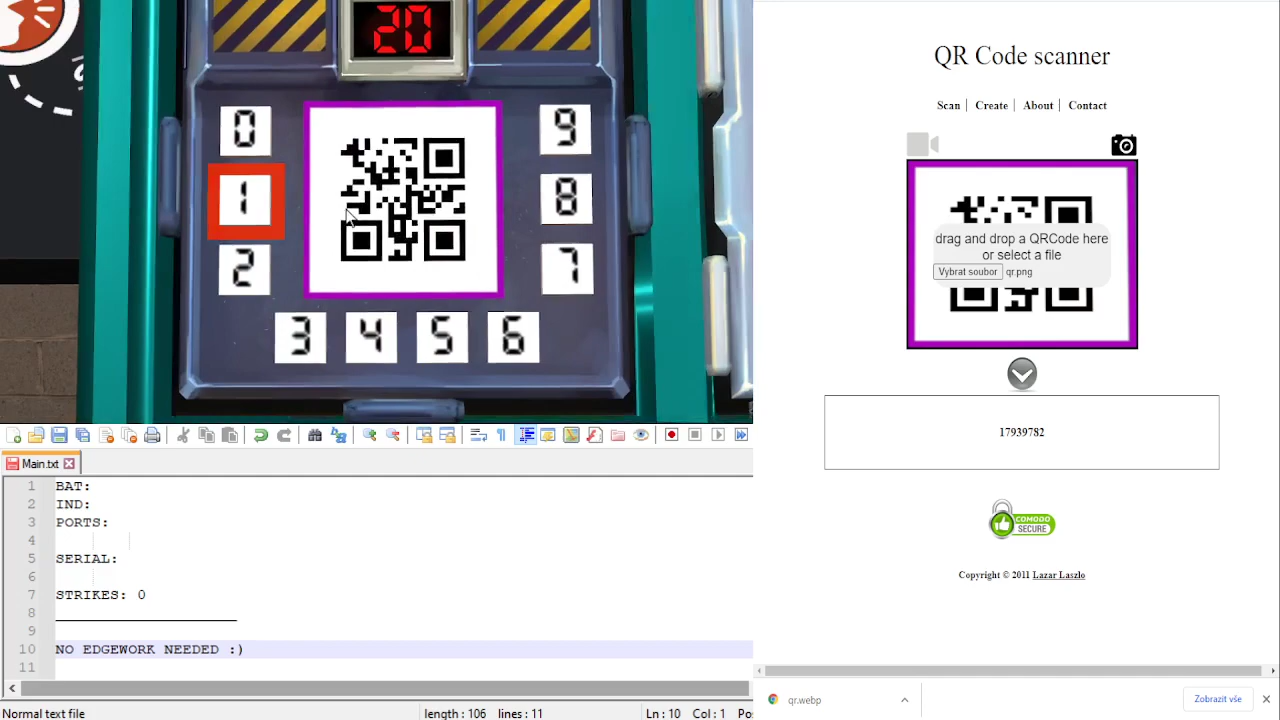 20
0
9
1
8
2
7
3 4 5 6
QR Code scanner
Scan | Create | About | Contact
drag and drop a QRCode here
or select a file
Vybrat soubor qr.png
17939782
COMODO
SECURE
Copyright © 2011 Lazar Laszlo
Main.txt
1 BAT:
2 IND:
3 PORTS:
4
5 SERIAL:
6
7 STRIKES: 0
8
9
10 NO EDGEWORK NEEDED :)
11
Normal text file length : 106 lines : 11 Ln : 10 Col : 1
qr.webp
Zobrazit vše